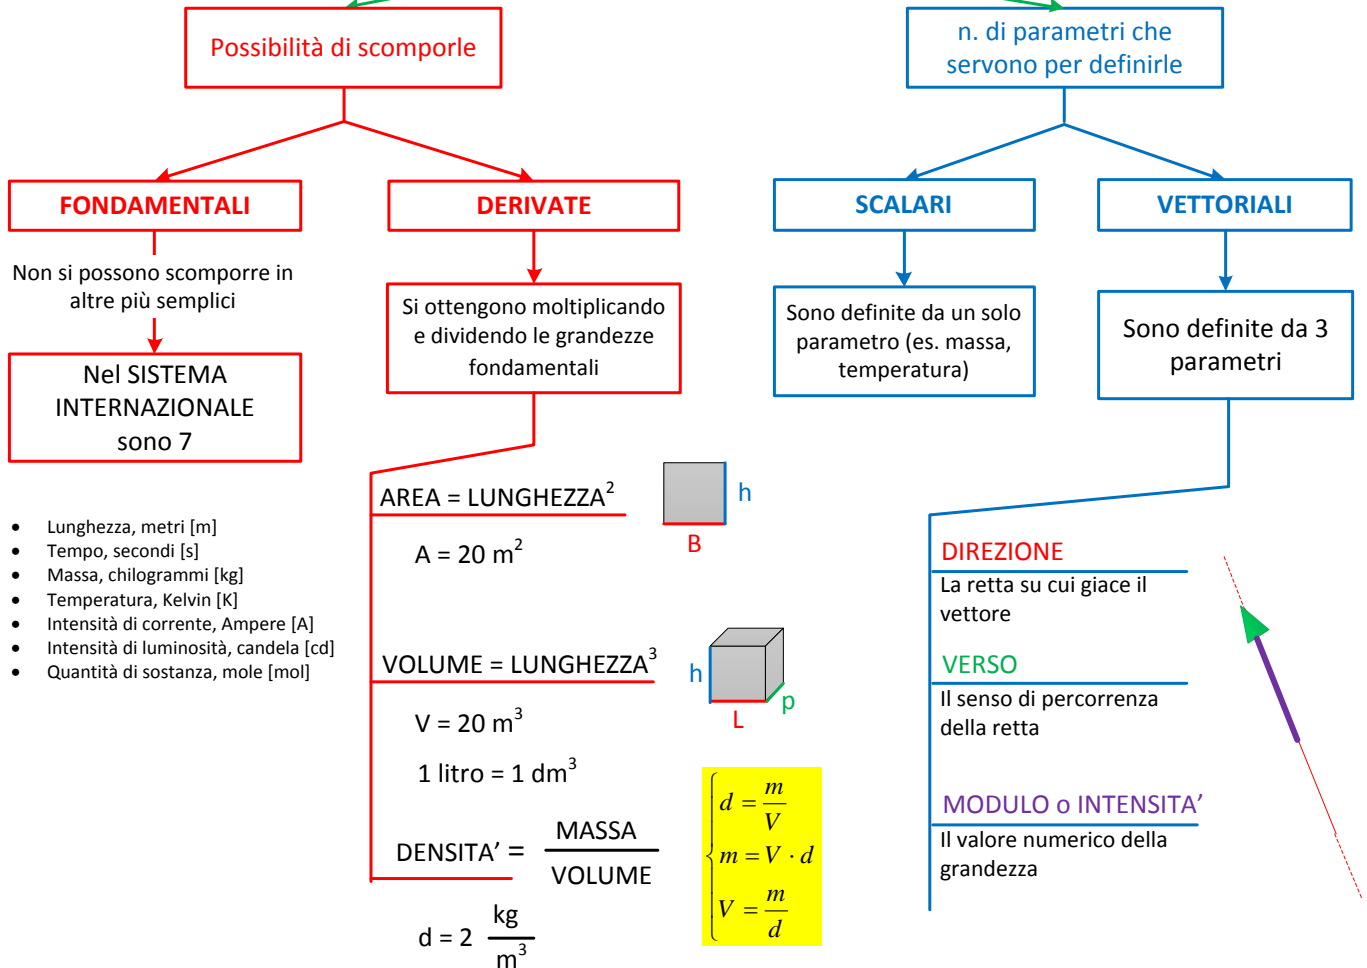 Possibilità di scomporle
n. di parametri che
servono per definirle
FONDAMENTALI
DERIVATE
SCALARI
VETTORIALI
Non si possono scomporre in
altre più semplici
Nel SISTEMA
INTERNAZIONALE
sono 7
Si ottengono moltiplicando
e dividendo le grandezze
fondamentali
Sono definite da un solo
parametro (es. massa,
temperatura)
Sono definite da 3
parametri
• Lunghezza, metri [m]
• Tempo, secondi [s]
• Massa, chilogrammi [kg]
• Temperatura, Kelvin [K]
• Intensità di corrente, Ampere [A]
• Intensità di luminosità, candela [cd]
• Quantità di sostanza, mole [mol]
AREA = LUNGHEZZA²
h
B
A = 20 m²
VOLUME = LUNGHEZZA³
h
L
p
V = 20 m³
1 litro = 1 dm³
DENSITA’ = MASSA / VOLUME
d = 2 kg / m³
d = m / V
m = V · d
V = m / d
DIREZIONE
La retta su cui giace il
vettore
VERSO
Il senso di percorrenza
della retta
MODULO o INTENSITA’
Il valore numerico della
grandezza